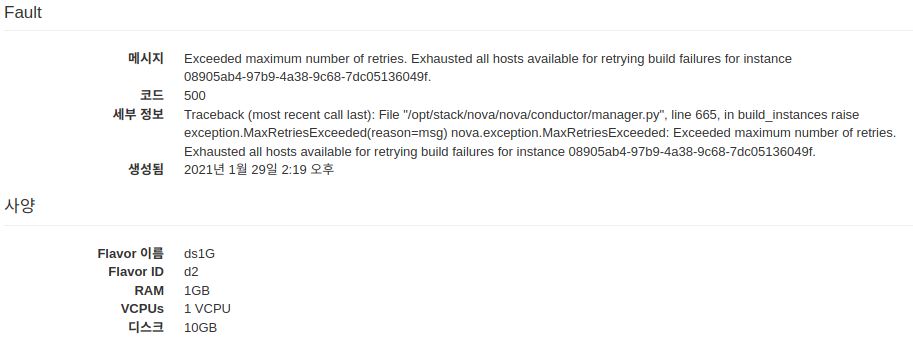 Fault
메시지 Exceeded maximum number of retries. Exhausted all hosts available for retrying build failures for instance
08905ab4-97b9-4a38-9c68-7dc05136049f.
코드 500
세부 정보 Traceback (most recent call last): File "/opt/stack/nova/nova/conductor/manager.py", line 665, in build_instances raise
exception.MaxRetriesExceeded(reason=msg) nova.exception.MaxRetriesExceeded: Exceeded maximum number of retries.
Exhausted all hosts available for retrying build failures for instance 08905ab4-97b9-4a38-9c68-7dc05136049f.
생성됨 2021년 1월 29일 2:19 오후
사양
Flavor 이름 ds1G
Flavor ID d2
RAM 1GB
VCPUs 1 VCPU
디스크 10GB